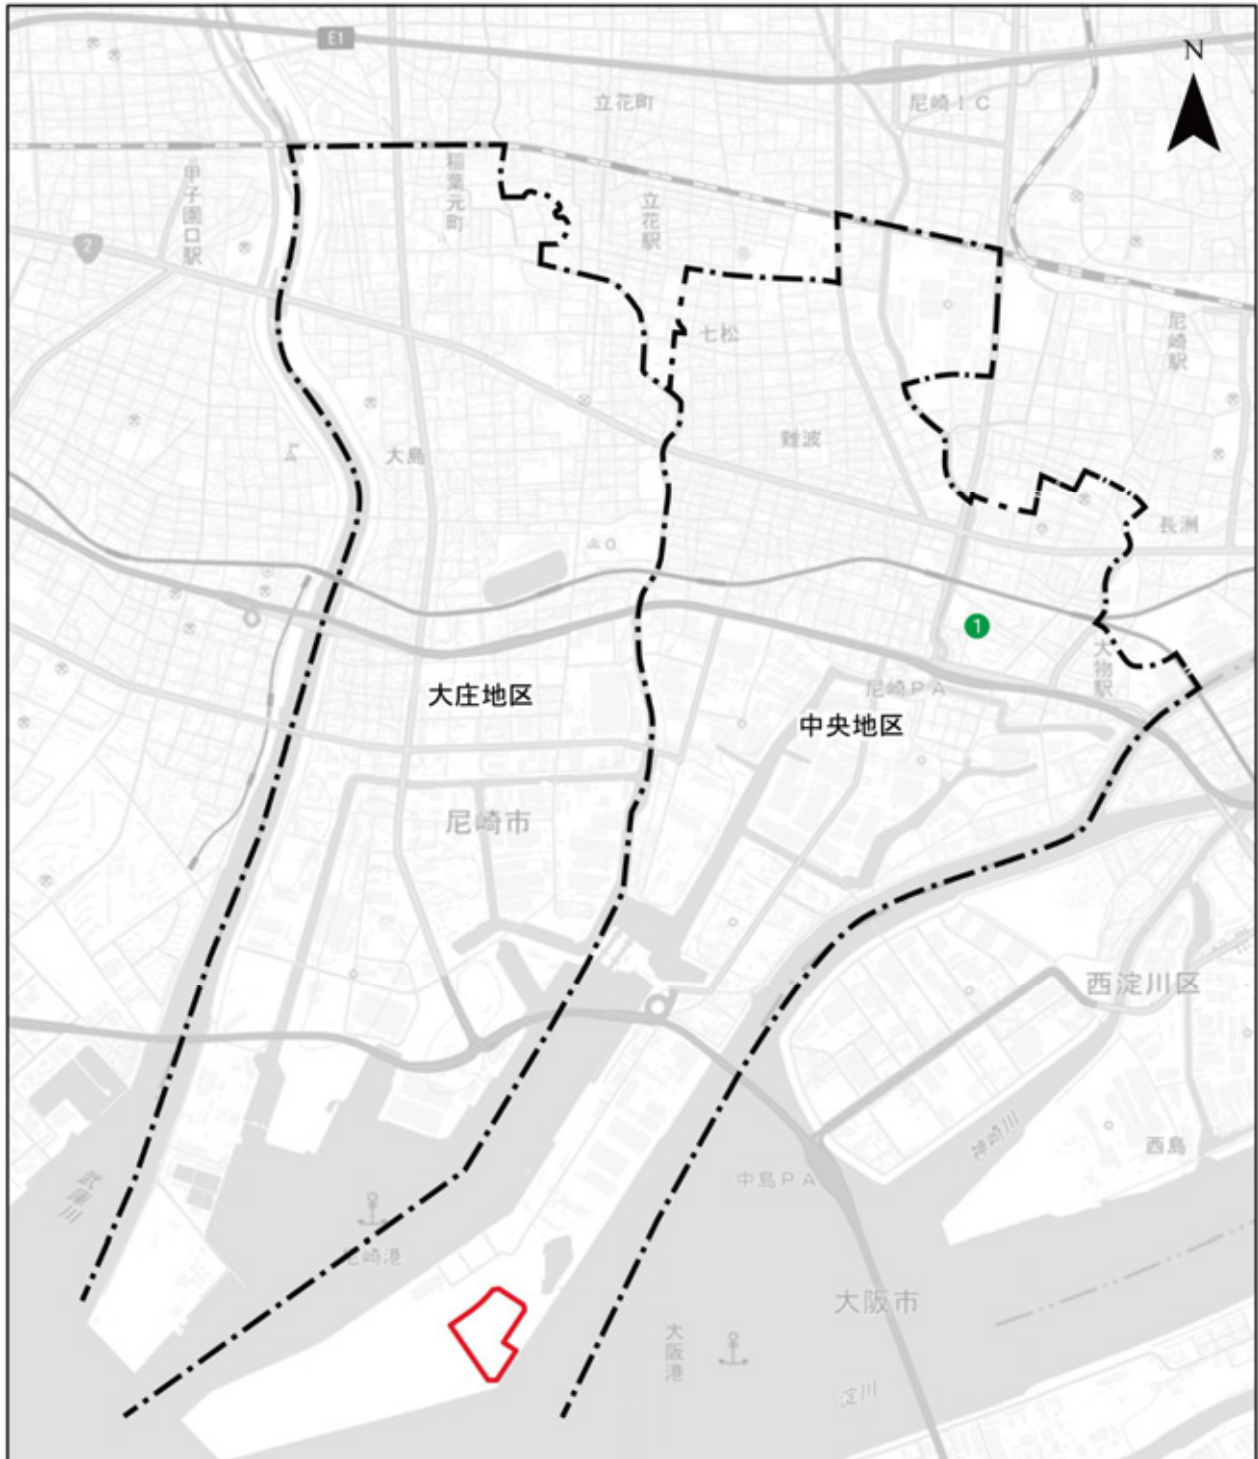 E1
N
立花町
尼崎IC
甲子園口駅
稲葉元町
立花駅
2
七松
尼崎駅
大島
難波
長洲
1
大物駅
尼崎PA
大庄地区
中央地区
尼崎市
西淀川区
神崎川
西島
中島PA
武庫川
尼崎港
大阪市
大阪港
淀川